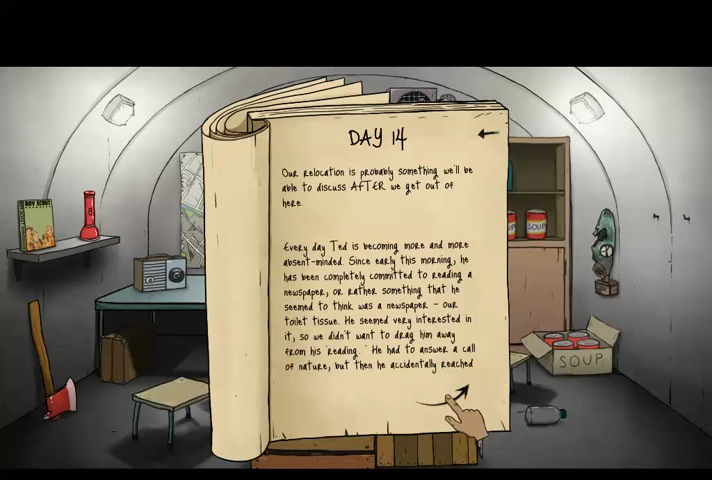 DAY 14
Our relocation is probably something we'll be
able to discuss AFTER we get out of
here.
Every day Ted is becoming more and more
absent-minded. Since early this morning, he
has been completely committed to reading a
newspaper, or rather something that he
seemed to think was a newspaper - our
toilet tissue. He seemed very interested in
it, so we didn't want to drag him away
from his 'reading.' He had to answer a call
of nature, but then he accidentally reached
SOUP
SOUP
SOUP